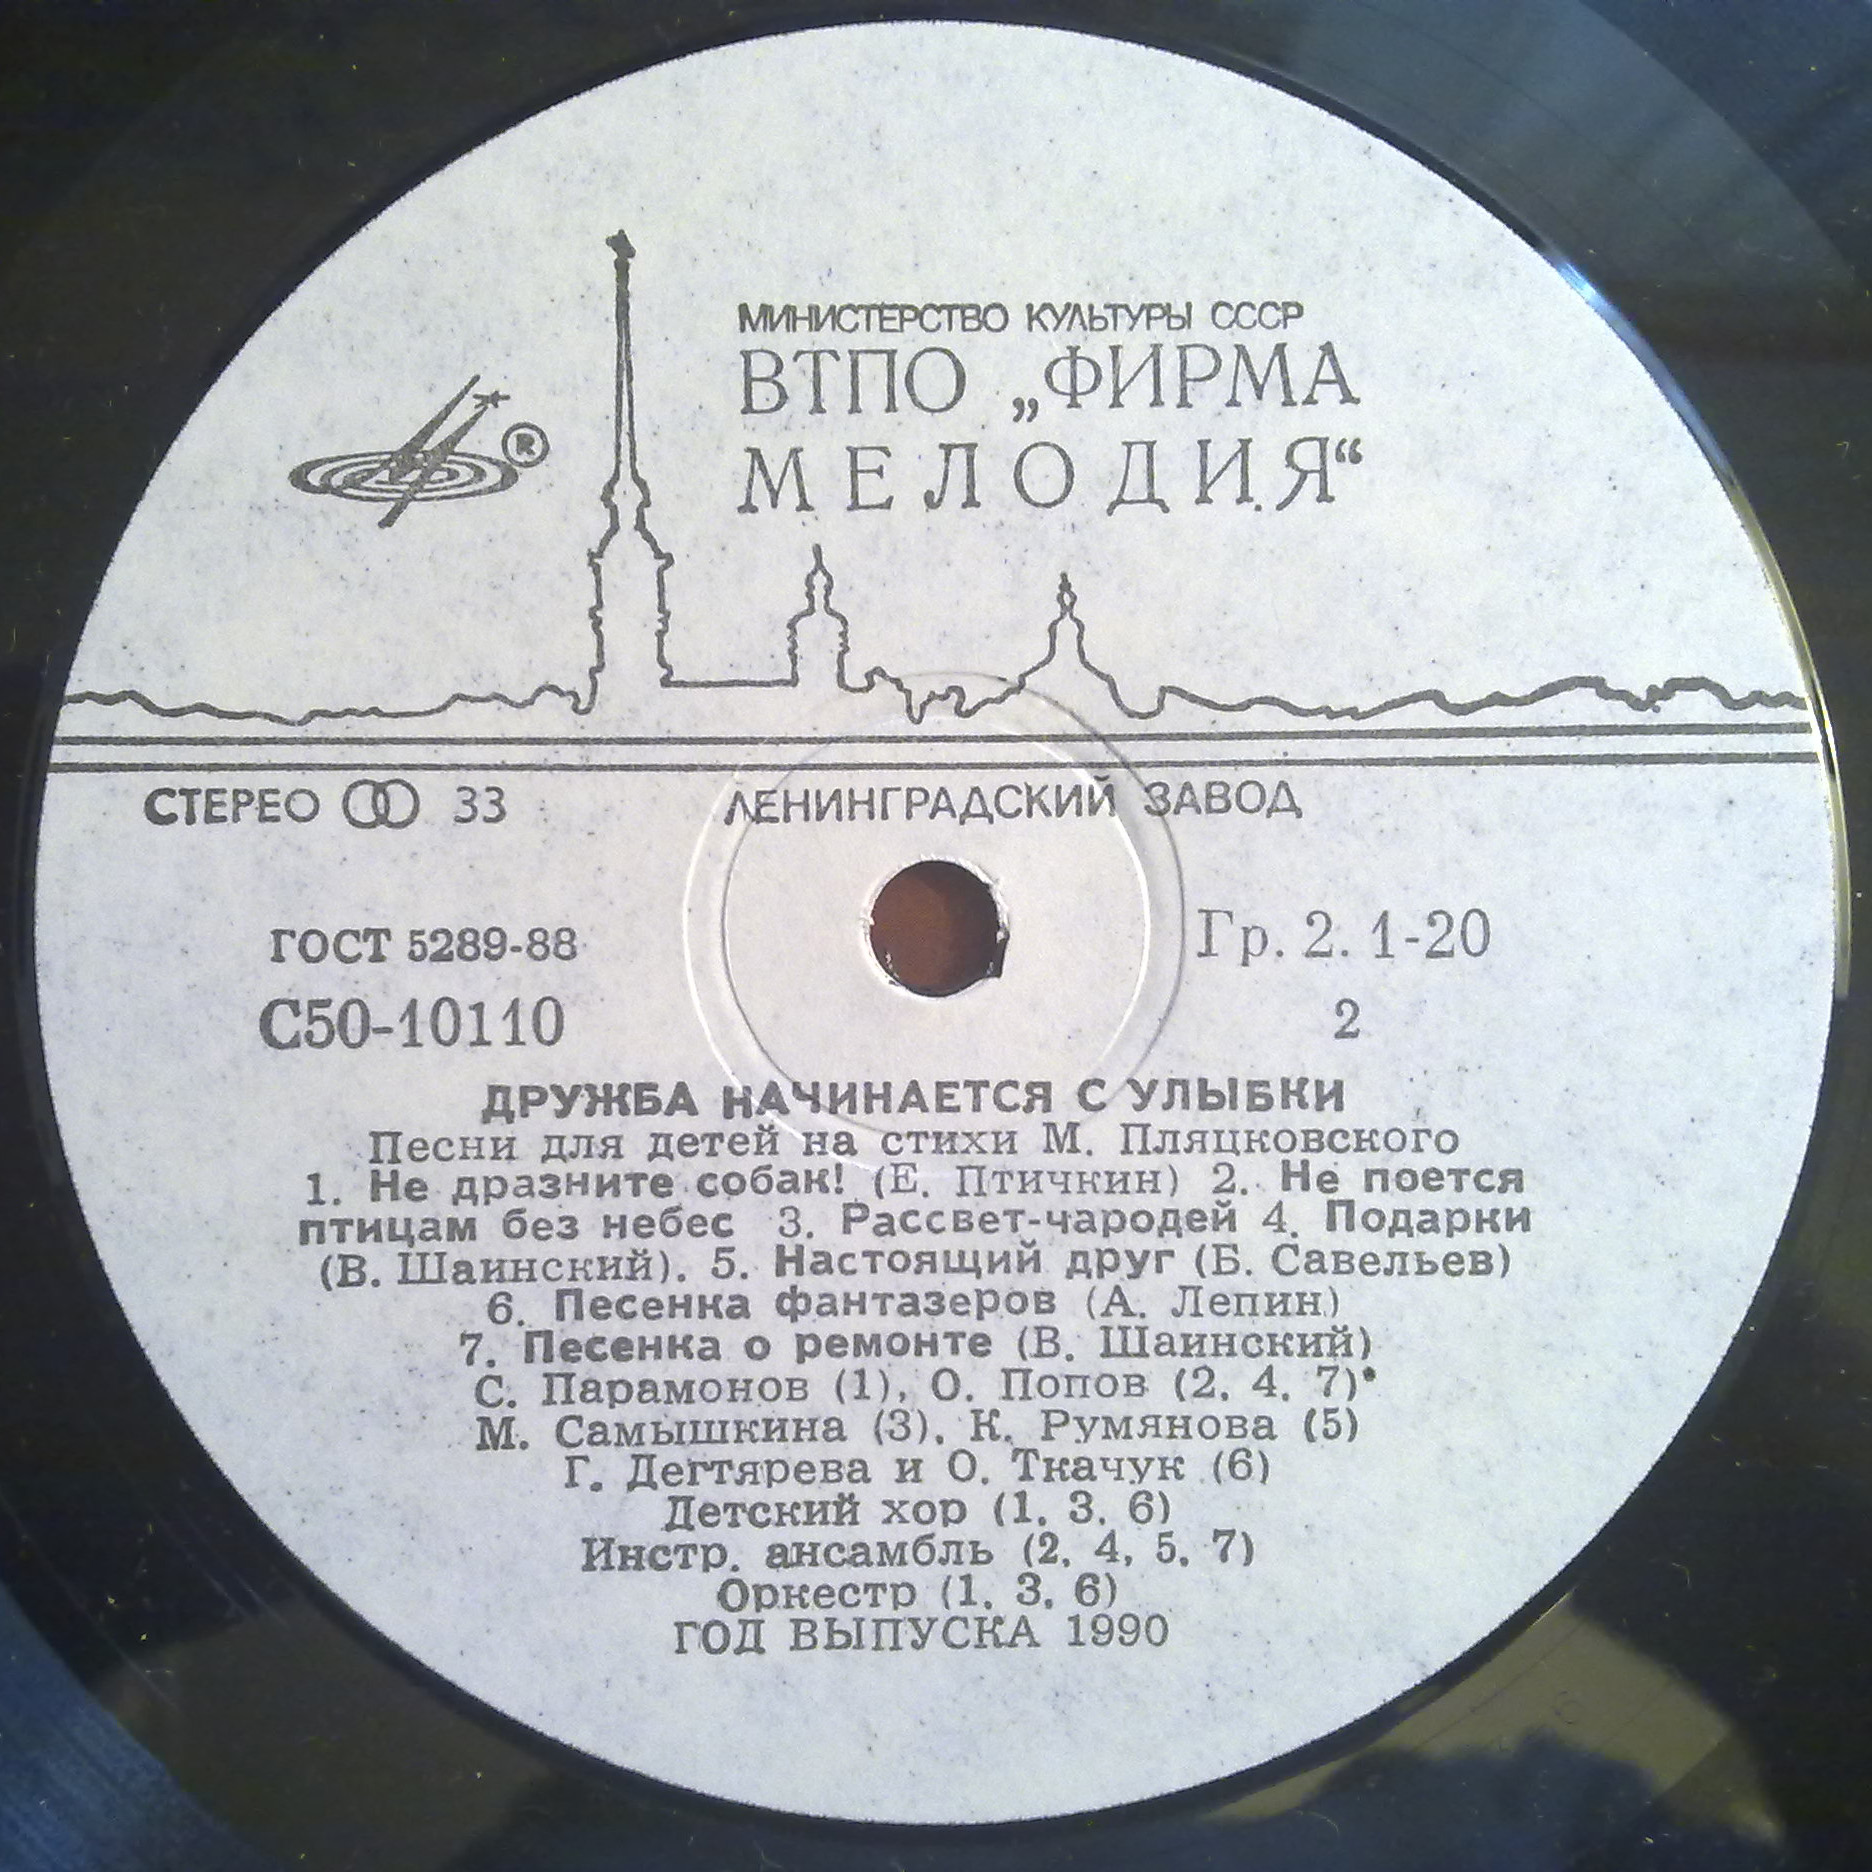 МИНИСТЕРСТВО КУЛЬТУРЫ СССР
ВТПО „ФИРМА
МЕЛОДИЯ“
®
СТЕРЕО 33
ЛЕНИНГРАДСКИЙ ЗАВОД
ГОСТ 5289-88
Гр. 2. 1-20
С50-10110
2
ДРУЖБА НАЧИНАЕТСЯ С УЛЫБКИ
Песни для детей на стихи М. Пляцковского
1. Не дразните собак! (Е. Птичкин) 2. Не поется
птицам без небес 3. Рассвет-чародей 4. Подарки
(В. Шаинский). 5. Настоящий друг (Б. Савельев)
6. Песенка фантазеров (А. Лепин)
7. Песенка о ремонте (В. Шаинский)
С. Парамонов (1), О. Попов (2, 4, 7)•
М. Самышкина (3), К. Румянова (5)
Г. Дегтярева и О. Ткачук (6)
Детский хор (1, 3, 6)
Инстр. ансамбль (2, 4, 5, 7)
Оркестр (1, 3, 6)
ГОД ВЫПУСКА 1990